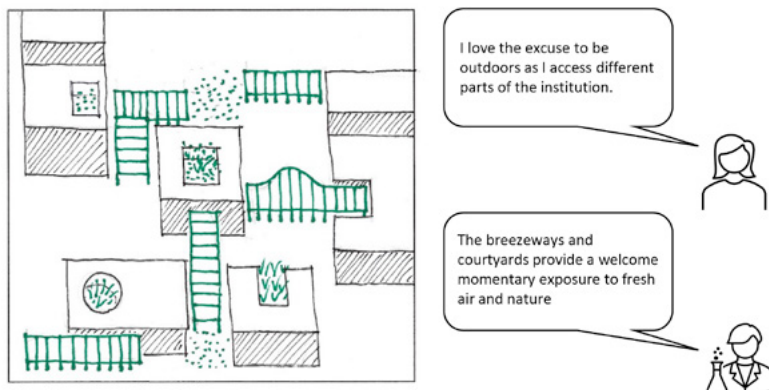 I love the excuse to be
outdoors as I access different
parts of the institution.
The breezeways and
courtyards provide a welcome
momentary exposure to fresh
air and nature